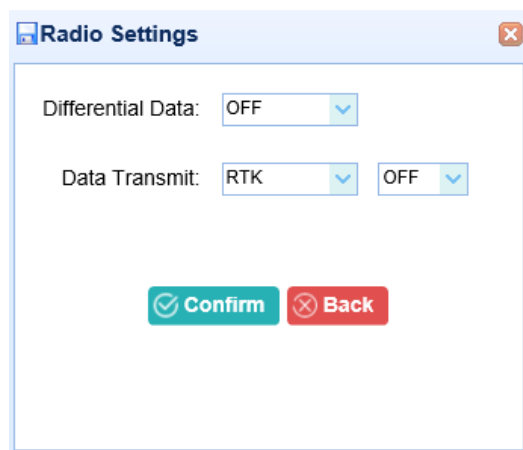 Radio Settings
Differential Data: OFF
Data Transmit: RTK OFF
Confirm Back